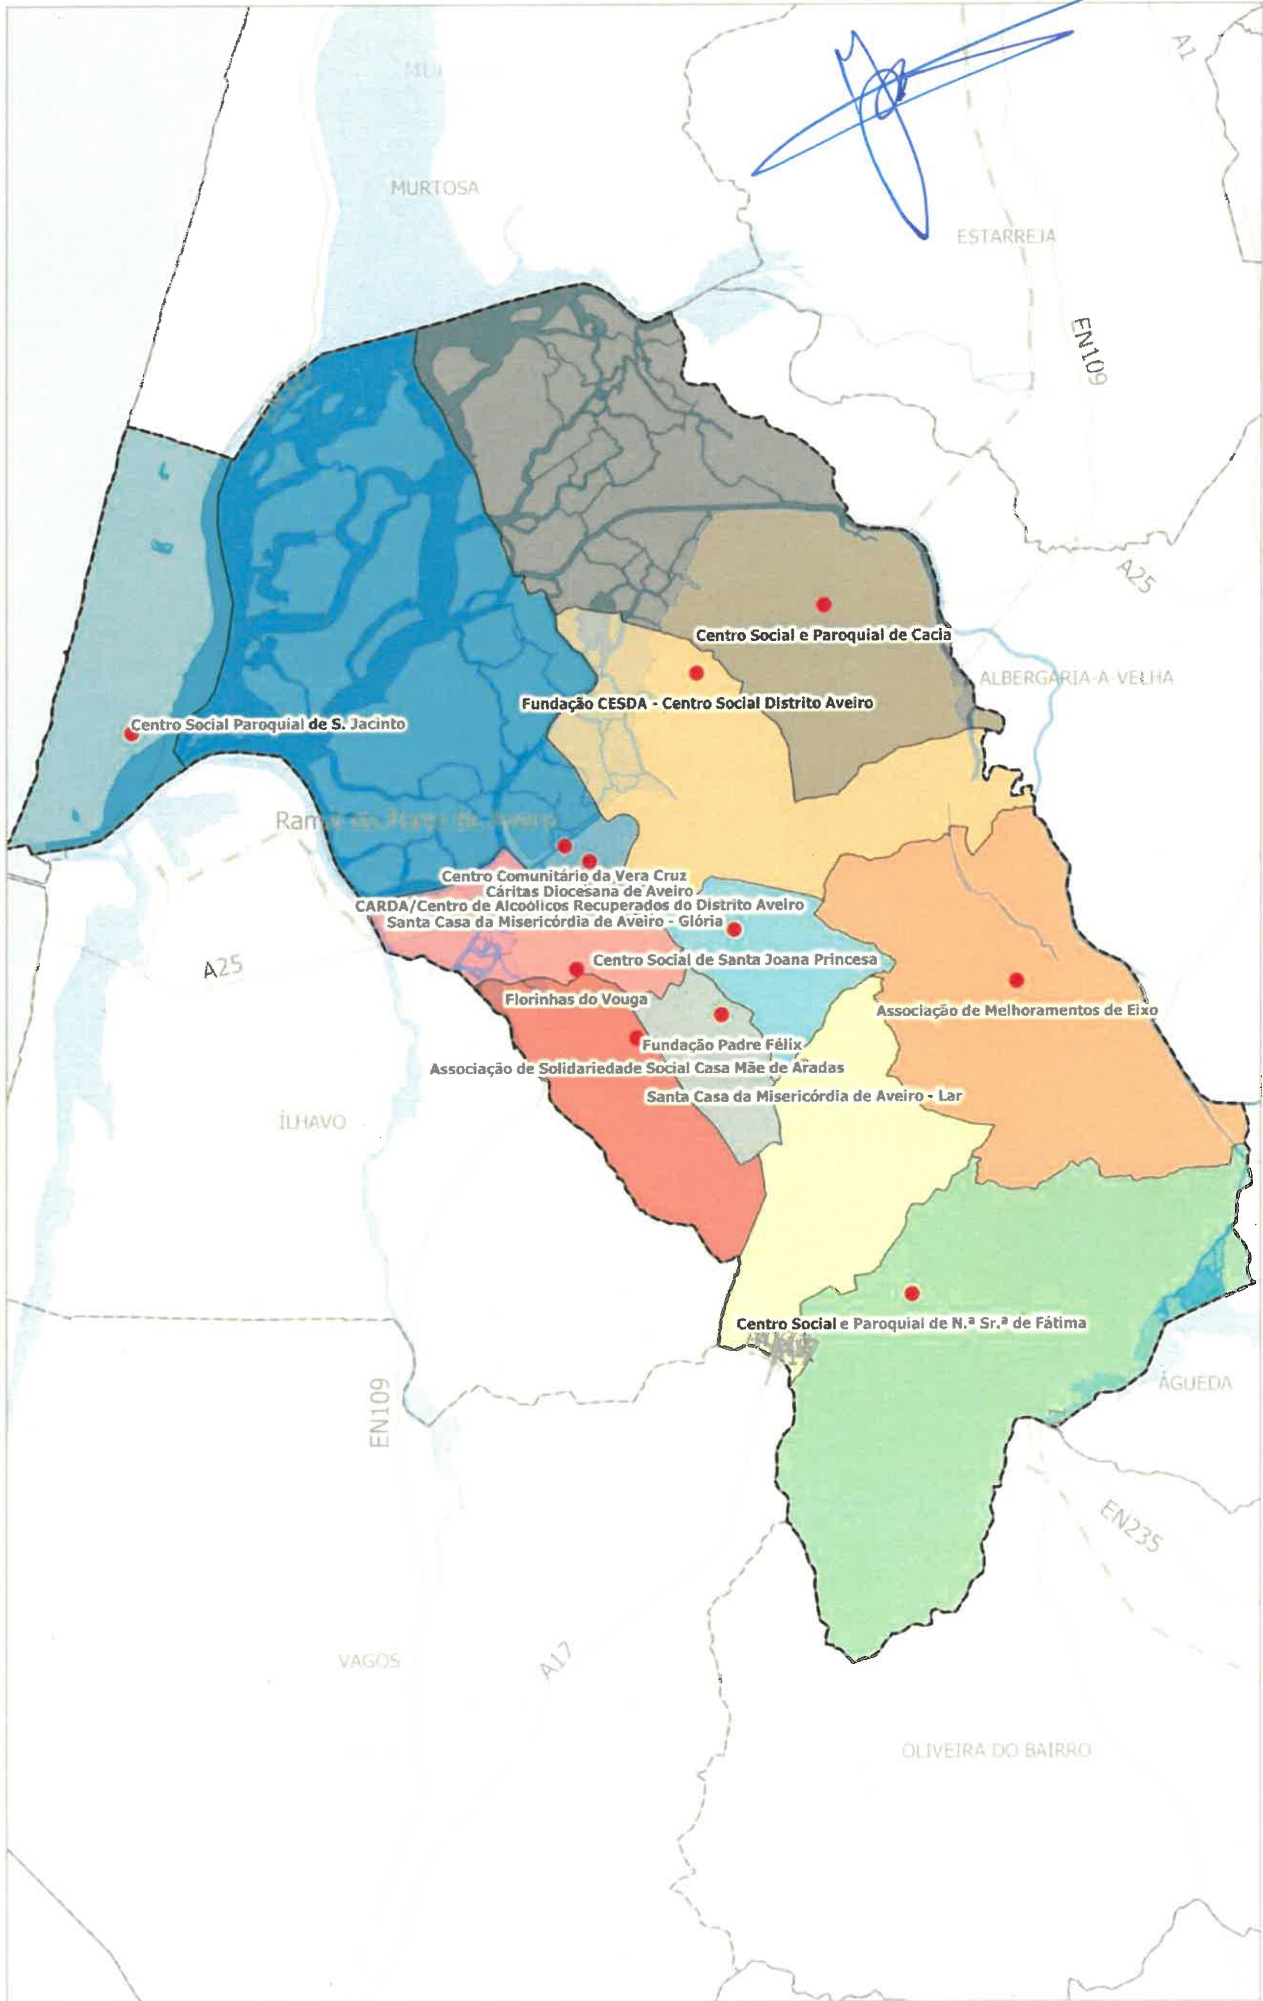 A1
MURTOSA
ESTARREJA
EN109
A25
Centro Social e Paroquial de Cacia
ALBERGARIA-A-VELHA
Fundação CESDA - Centro Social Distrito Aveiro
Centro Social Paroquial de S. Jacinto
Centro Comunitário da Vera Cruz
Cáritas Diocesana de Aveiro
CARDA/Centro de Alcoólicos Recuperados do Distrito Aveiro
Santa Casa da Misericórdia de Aveiro - Glória
Centro Social de Santa Joana Princesa
A25
Florinhas do Vouga
Associação de Melhoramentos de Eixo
Fundação Padre Félix
Associação de Solidariedade Social Casa Mãe de Aradas
Santa Casa da Misericórdia de Aveiro - Lar
ÍLHAVO
Centro Social e Paroquial de N.ª Sr.ª de Fátima
ÁGUEDA
EN109
EN235
VAGOS
A17
OLIVEIRA DO BAIRRO